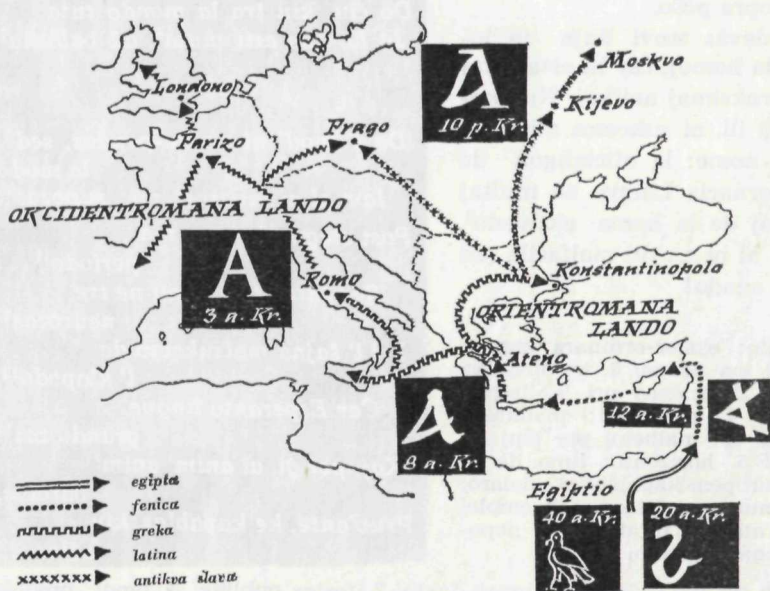 Londono
Parizo
Prago
A
10 p. Kr.
Moskvo
Kijevo
OKCIDENTROMANA LANDO
A
3 a. Kr.
Romo
Konstantinopolo
ORIENTROMANA
LANDO
Ateno
A
8 a. Kr.
12 a. Kr.
Egiptio
40 a. Kr.
20 a. Kr.
egipta
fenica
greka
latina
antikva slava